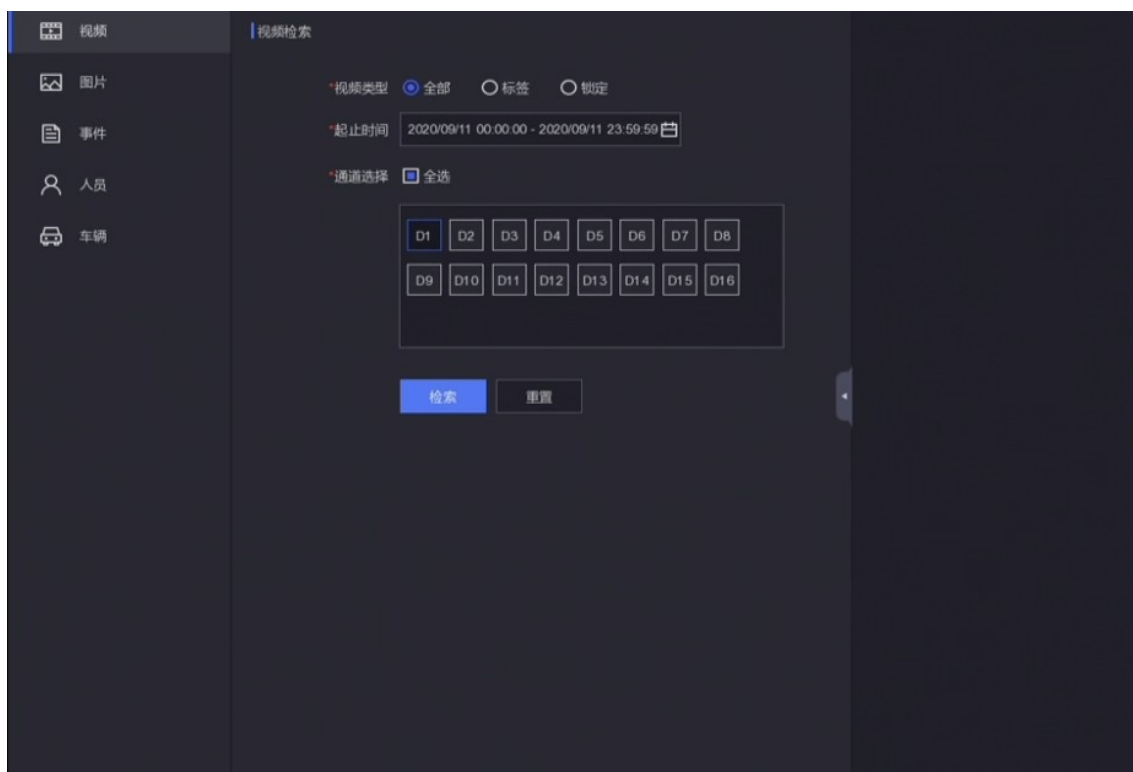 视频
图片
事件
人员
车辆
视频检索
*视频类型 全部 标签 锁定
*起止时间 2020/09/11 00:00:00 - 2020/09/11 23:59:59
*通道选择 全选
D1 D2 D3 D4 D5 D6 D7 D8
D9 D10 D11 D12 D13 D14 D15 D16
检索 重置